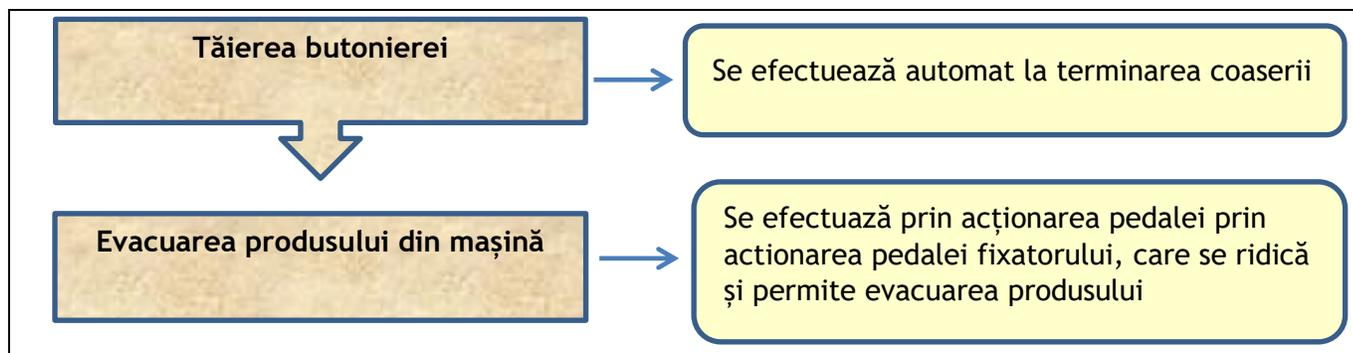 Tăierea butonierei
Se efectuează automat la terminarea coaserii
Evacuarea produsului din mașină
Se efectuază prin acționarea pedalei prin
actionarea pedalei fixatorului, care se ridică
și permite evacuarea produsului